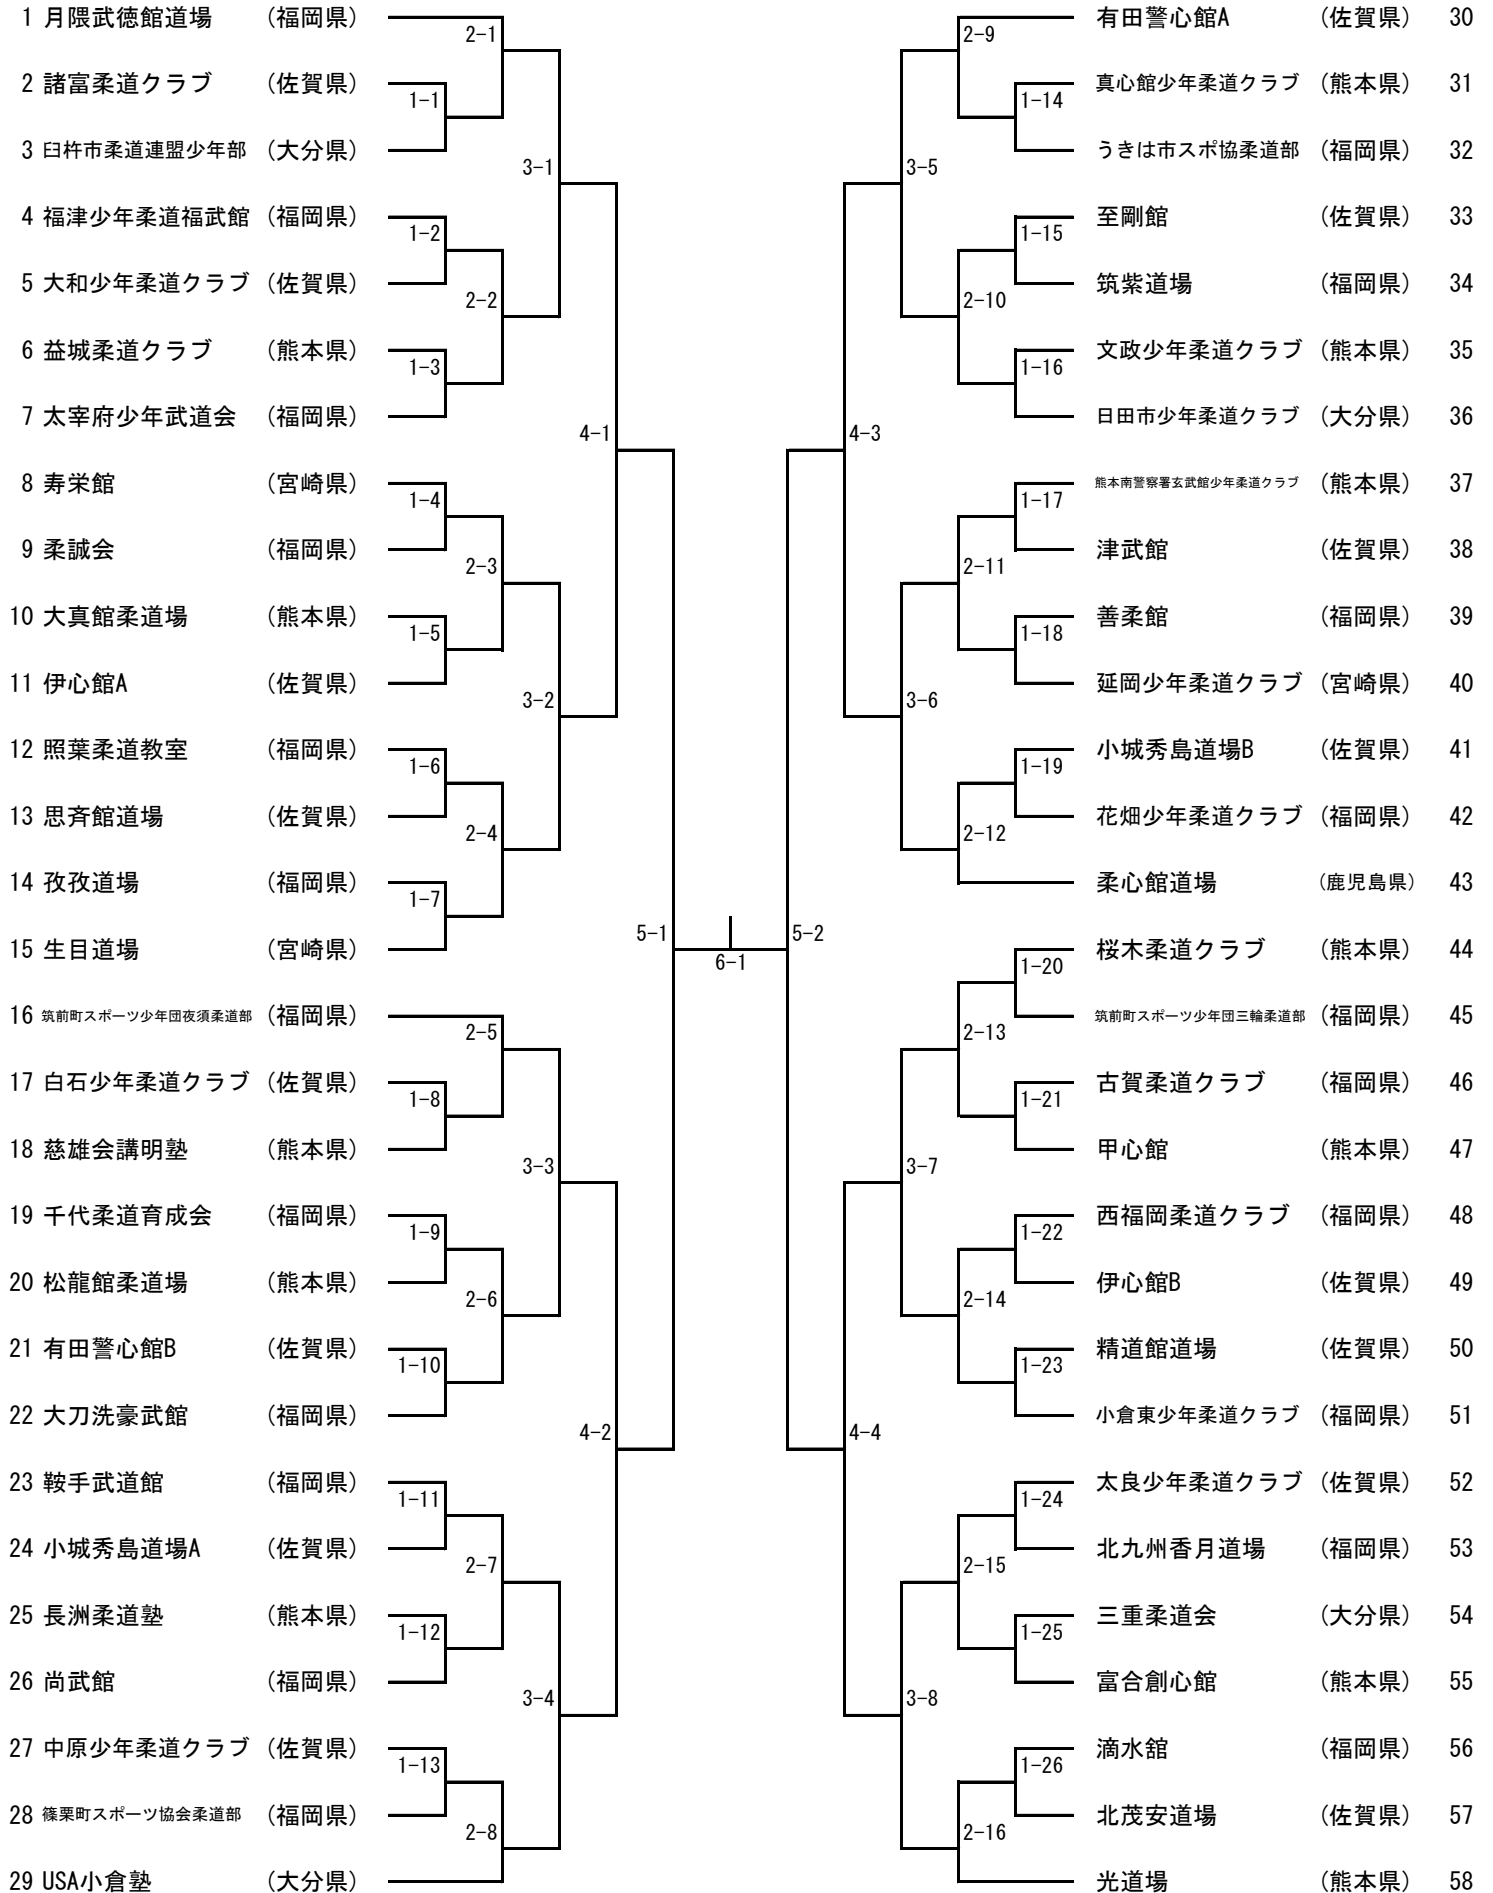 1 月隈武徳館道場 (福岡県)
2 諸富柔道クラブ (佐賀県)
3 臼杵市柔道連盟少年部 (大分県)
4 福津少年柔道福武館 (福岡県)
5 大和少年柔道クラブ (佐賀県)
6 益城柔道クラブ (熊本県)
7 太宰府少年武道会 (福岡県)
8 寿栄館 (宮崎県)
9 柔誠会 (福岡県)
10 大真館柔道場 (熊本県)
11 伊心館A (佐賀県)
12 照葉柔道教室 (福岡県)
13 思斉館道場 (佐賀県)
14 孜孜道場 (福岡県)
15 生目道場 (宮崎県)
16 筑前町スポーツ少年団夜須柔道部 (福岡県)
17 白石少年柔道クラブ (佐賀県)
18 慈雄会講明塾 (熊本県)
19 千代柔道育成会 (福岡県)
20 松龍館柔道場 (熊本県)
21 有田警心館B (佐賀県)
22 大刀洗豪武館 (福岡県)
23 鞍手武道館 (福岡県)
24 小城秀島道場A (佐賀県)
25 長洲柔道塾 (熊本県)
26 尚武館 (福岡県)
27 中原少年柔道クラブ (佐賀県)
28 篠栗町スポーツ協会柔道部 (福岡県)
29 USA小倉塾 (大分県)
1-1
1-2
1-3
1-4
1-5
1-6
1-7
1-8
1-9
1-10
1-11
1-12
1-13
2-1
2-2
2-3
2-4
2-5
2-6
2-7
2-8
3-1
3-2
3-3
3-4
4-1
4-2
5-1
6-1
5-2
4-3
4-4
3-5
3-6
3-7
3-8
2-9
2-10
2-11
2-12
2-13
2-14
2-15
2-16
1-14
1-15
1-16
1-17
1-18
1-19
1-20
1-21
1-22
1-23
1-24
1-25
1-26
有田警心館A (佐賀県) 30
真心館少年柔道クラブ (熊本県) 31
うきは市スポ協柔道部 (福岡県) 32
至剛館 (佐賀県) 33
筑紫道場 (福岡県) 34
文政少年柔道クラブ (熊本県) 35
日田市少年柔道クラブ (大分県) 36
熊本南警察署玄武館少年柔道クラブ (熊本県) 37
津武館 (佐賀県) 38
善柔館 (福岡県) 39
延岡少年柔道クラブ (宮崎県) 40
小城秀島道場B (佐賀県) 41
花畑少年柔道クラブ (福岡県) 42
柔心館道場 (鹿児島県) 43
桜木柔道クラブ (熊本県) 44
筑前町スポーツ少年団三輪柔道部 (福岡県) 45
古賀柔道クラブ (福岡県) 46
甲心館 (熊本県) 47
西福岡柔道クラブ (福岡県) 48
伊心館B (佐賀県) 49
精道館道場 (佐賀県) 50
小倉東少年柔道クラブ (福岡県) 51
太良少年柔道クラブ (佐賀県) 52
北九州香月道場 (福岡県) 53
三重柔道会 (大分県) 54
富合創心館 (熊本県) 55
滴水舘 (福岡県) 56
北茂安道場 (佐賀県) 57
光道場 (熊本県) 58